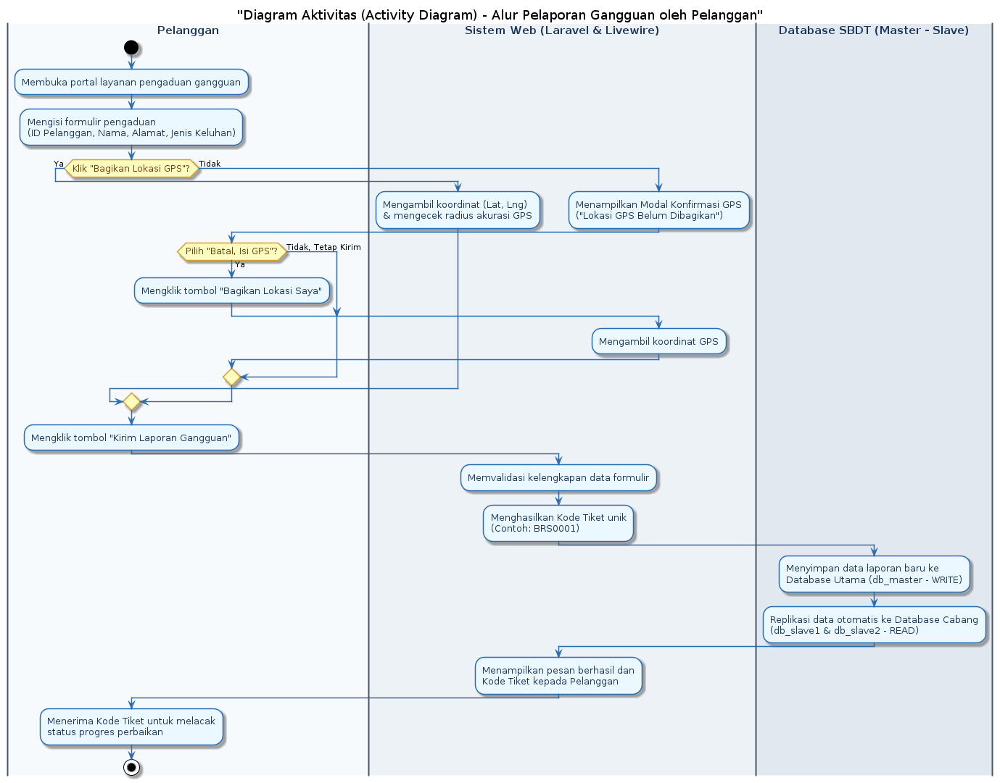 "Diagram Aktivitas (Activity Diagram) - Alur Pelaporan Gangguan oleh Pelanggan"
Pelanggan
Sistem Web (Laravel & Livewire)
Database SBDT (Master - Slave)
Membuka portal layanan pengaduan gangguan
Mengisi formulir pengaduan
(ID Pelanggan, Nama, Alamat, Jenis Keluhan)
Ya
Klik "Bagikan Lokasi GPS"?
Tidak
Mengambil koordinat (Lat, Lng)
& mengecek radius akurasi GPS
Menampilkan Modal Konfirmasi GPS
("Lokasi GPS Belum Dibagikan")
Pilih "Batal, Isi GPS"?
Tidak, Tetap Kirim
Ya
Mengklik tombol "Bagikan Lokasi Saya"
Mengambil koordinat GPS
Mengklik tombol "Kirim Laporan Gangguan"
Memvalidasi kelengkapan data formulir
Menghasilkan Kode Tiket unik
(Contoh: BRS0001)
Menyimpan data laporan baru ke
Database Utama (db_master - WRITE)
Replikasi data otomatis ke Database Cabang
(db_slave1 & db_slave2 - READ)
Menampilkan pesan berhasil dan
Kode Tiket kepada Pelanggan
Menerima Kode Tiket untuk melacak
status progres perbaikan